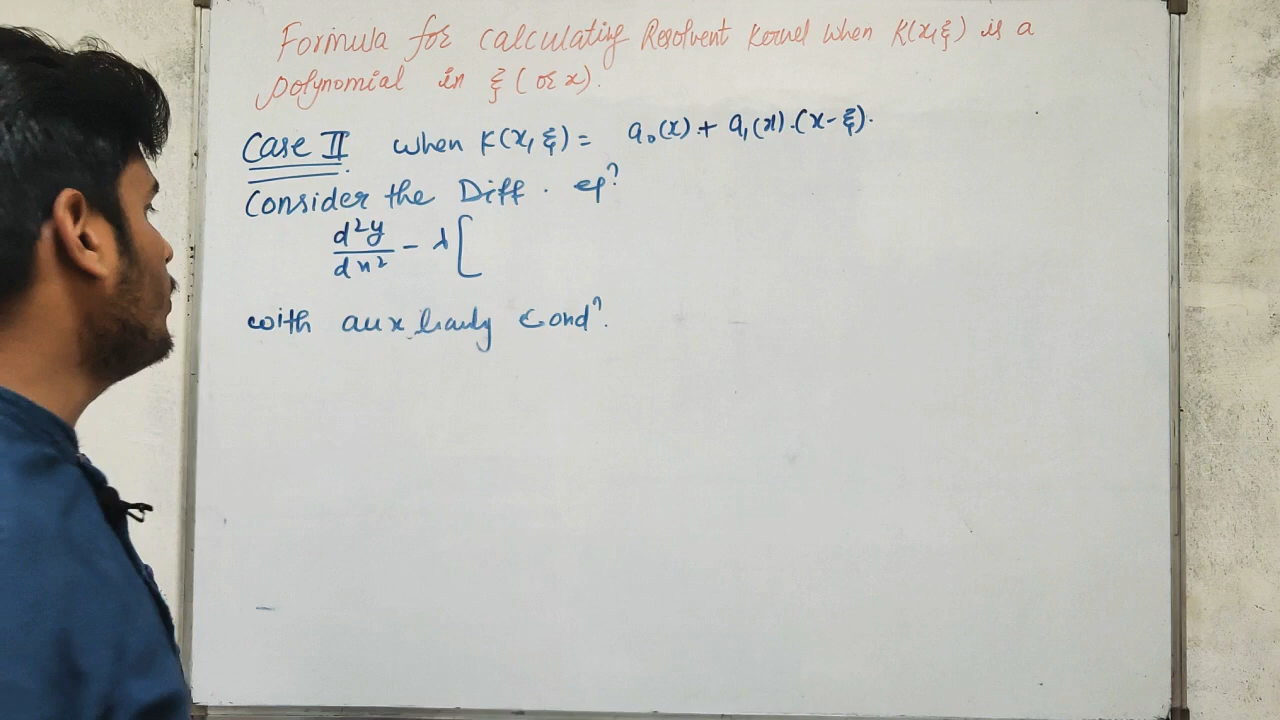 Formula for calculating Resolvent Kernel when K(x,ξ) is a
polynomial in ξ (or x).
Case II when K(x,ξ) = a₀(x) + a₁(x).(x-ξ).
Consider the Diff. eqⁿ
d²y/dx² - λ[
with auxliauly condⁿ.